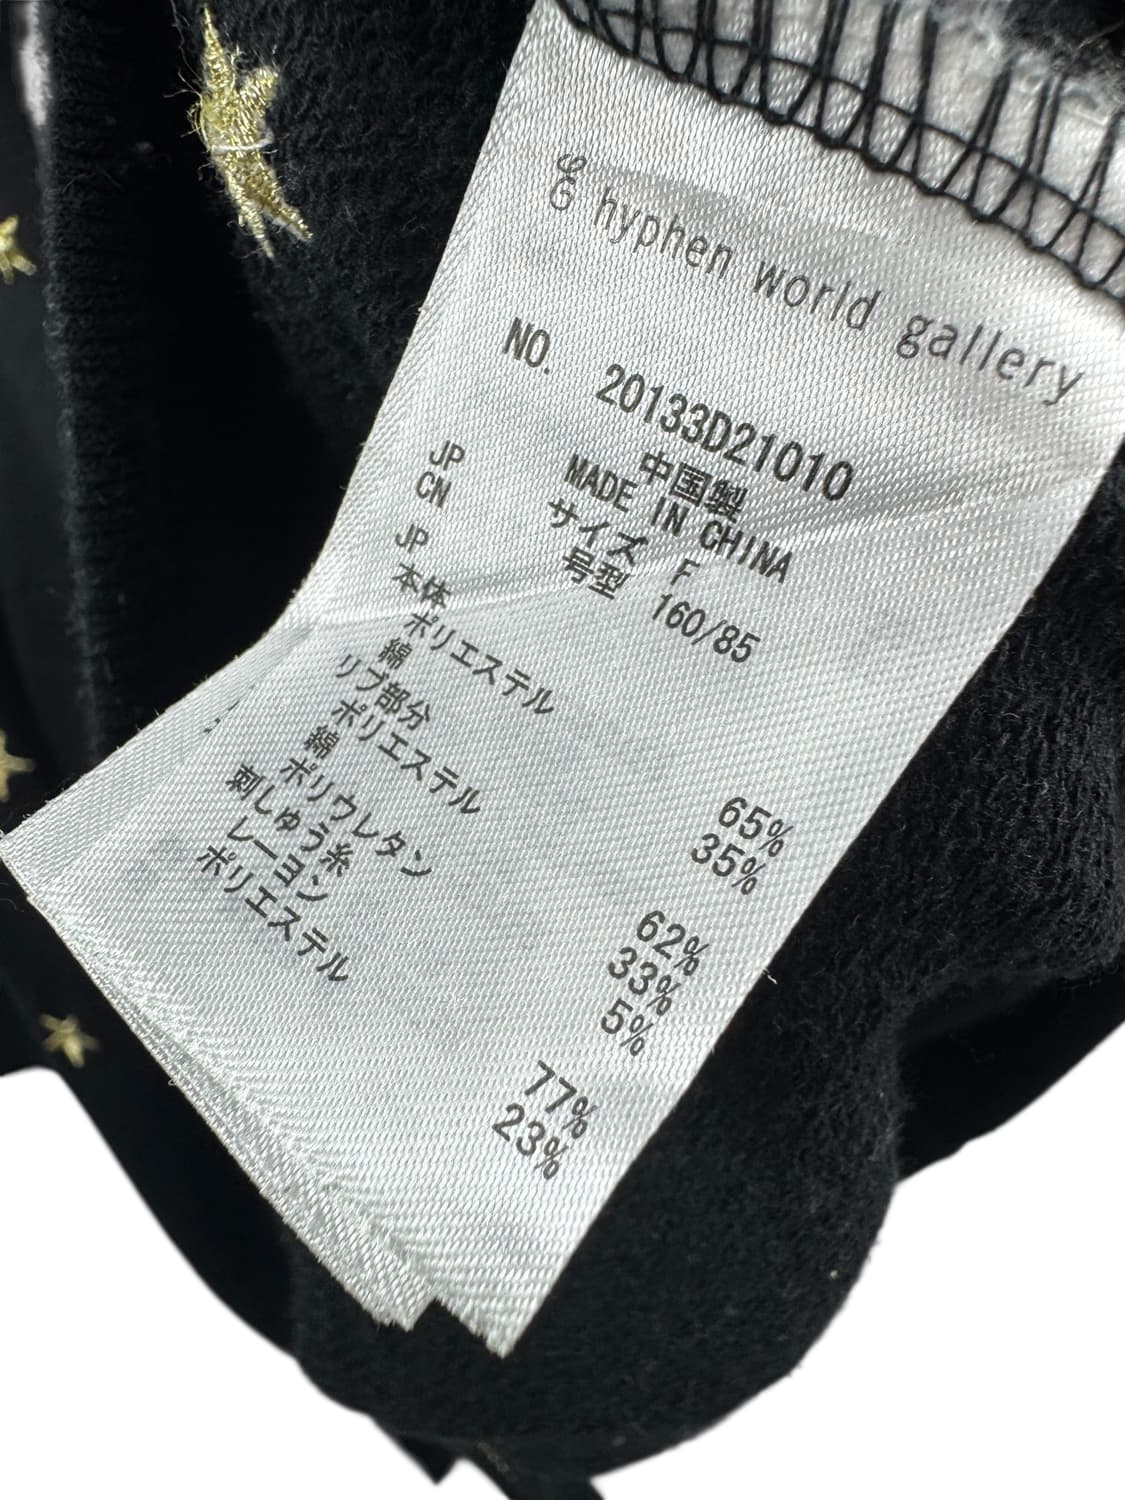 hyphen world gallery
NO. 20133D21010
中国製
MADE IN CHINA
JP サイズ F
CN 号型 160/85
JP
本体
ポリエステル 65%
綿 35%
リブ部分
ポリエステル 62%
綿 33%
ポリウレタン 5%
刺しゅう糸
レーヨン 77%
ポリエステル 23%